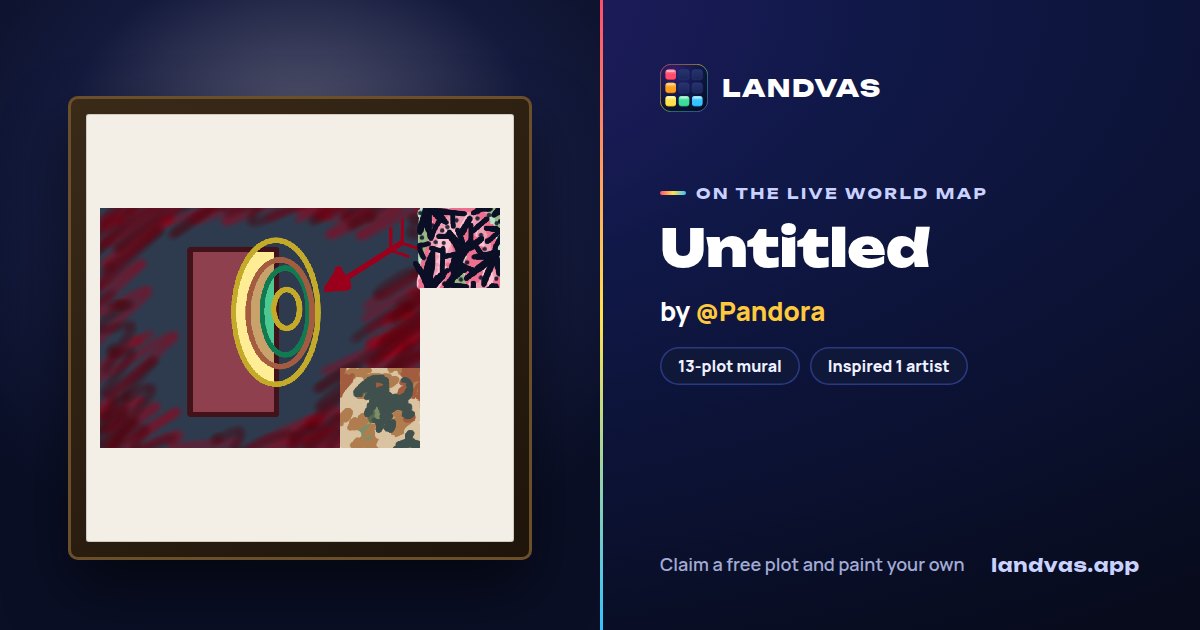 LANDVAS
ON THE LIVE WORLD MAP
Untitled
by @Pandora
13-plot mural
Inspired 1 artist
Claim a free plot and paint your own
landvas.app